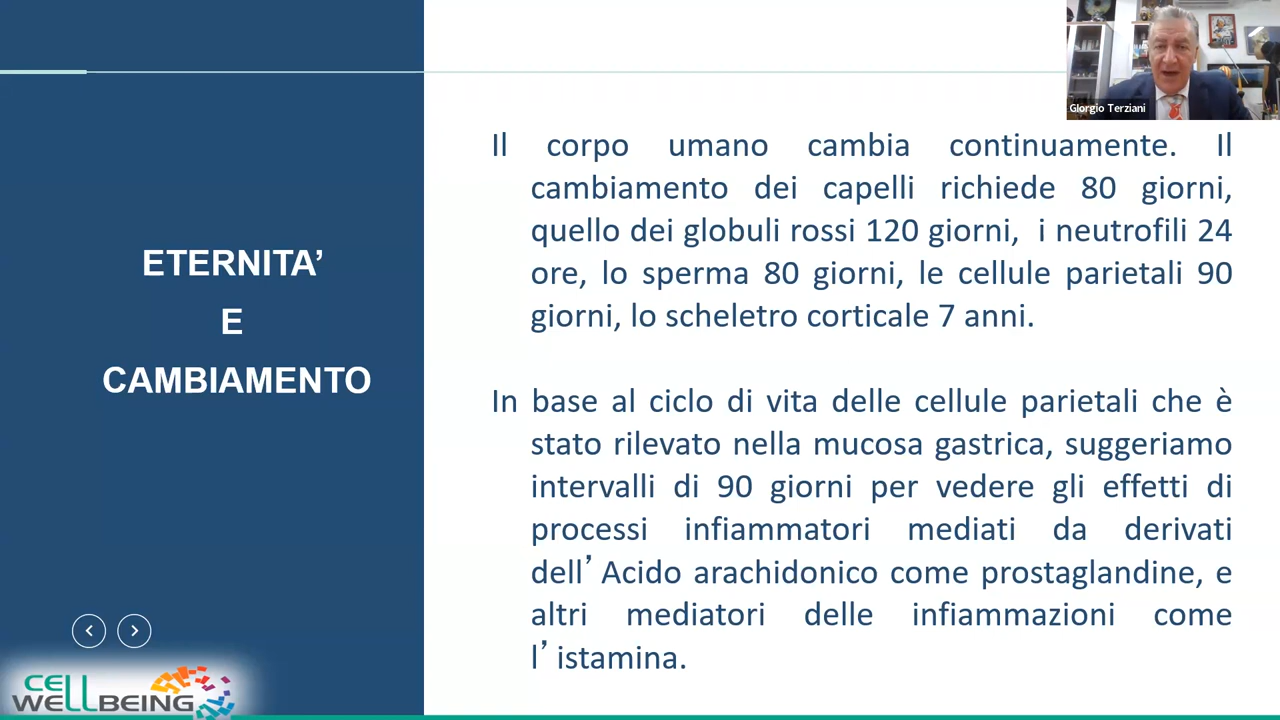 GIorgio Terziani
ETERNITA’
E
CAMBIAMENTO
Il corpo umano cambia continuamente. Il
cambiamento dei capelli richiede 80 giorni,
quello dei globuli rossi 120 giorni, i neutrofili 24
ore, lo sperma 80 giorni, le cellule parietali 90
giorni, lo scheletro corticale 7 anni.
In base al ciclo di vita delle cellule parietali che è
stato rilevato nella mucosa gastrica, suggeriamo
intervalli di 90 giorni per vedere gli effetti di
processi infiammatori mediati da derivati
dell’Acido arachidonico come prostaglandine, e
altri mediatori delle infiammazioni come
l’istamina.
CELL
WELLBEING